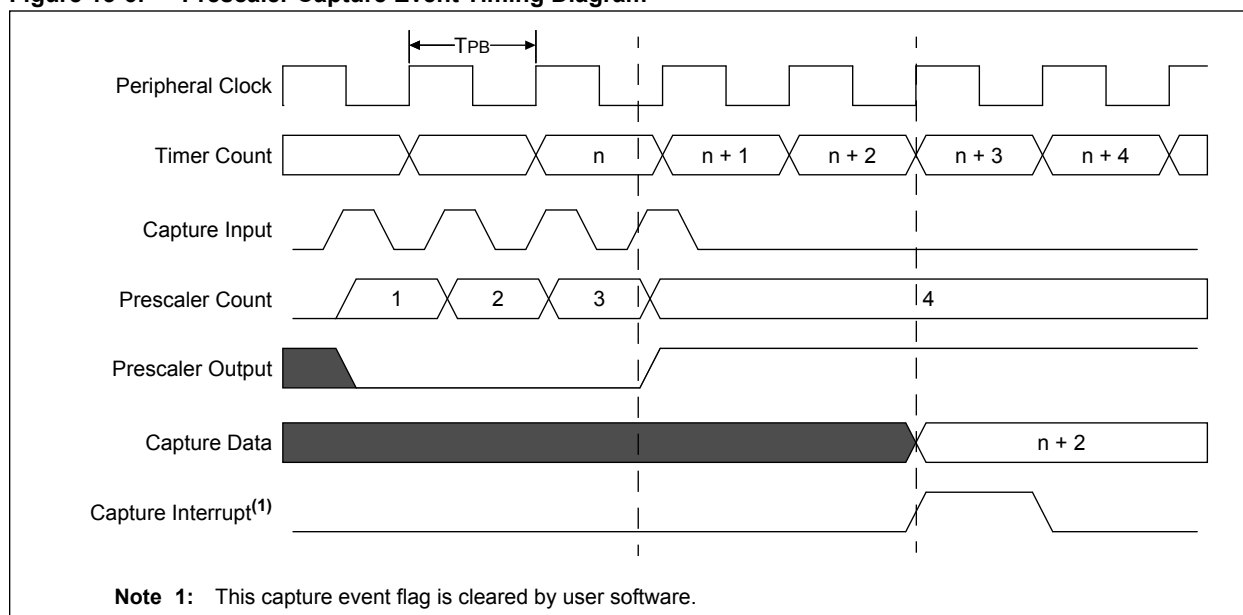 Figure Prescaler Capture Event Timing Diagram
TPB
Peripheral Clock
Timer Count n n + 1 n + 2 n + 3 n + 4
Capture Input
Prescaler Count 1 2 3 4
Prescaler Output
Capture Data n + 2
Capture Interrupt(1)
Note 1: This capture event flag is cleared by user software.